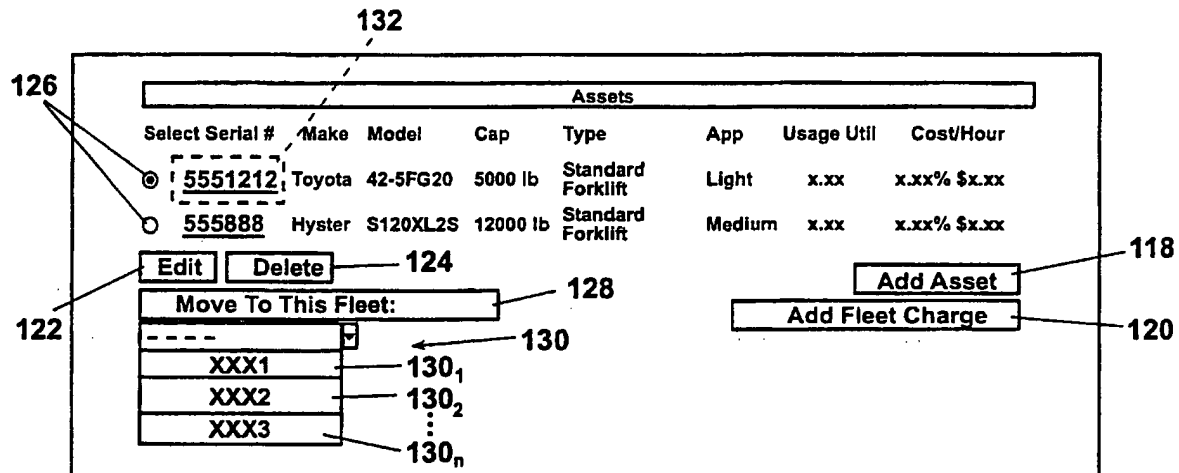 132
126
Assets
Select Serial # Make Model Cap Type App Usage Util Cost/Hour
5551212 Toyota 42-5FG20 5000 lb Standard Forklift Light x.xx x.xx% $x.xx
555888 Hyster S120XL2S 12000 lb Standard Forklift Medium x.xx x.xx% $x.xx
Edit Delete 124 118
Add Asset
122 Move To This Fleet: 128
Add Fleet Charge 120
- - - - - 130
XXX1 130₁
XXX2 130₂
XXX3 130ₙ